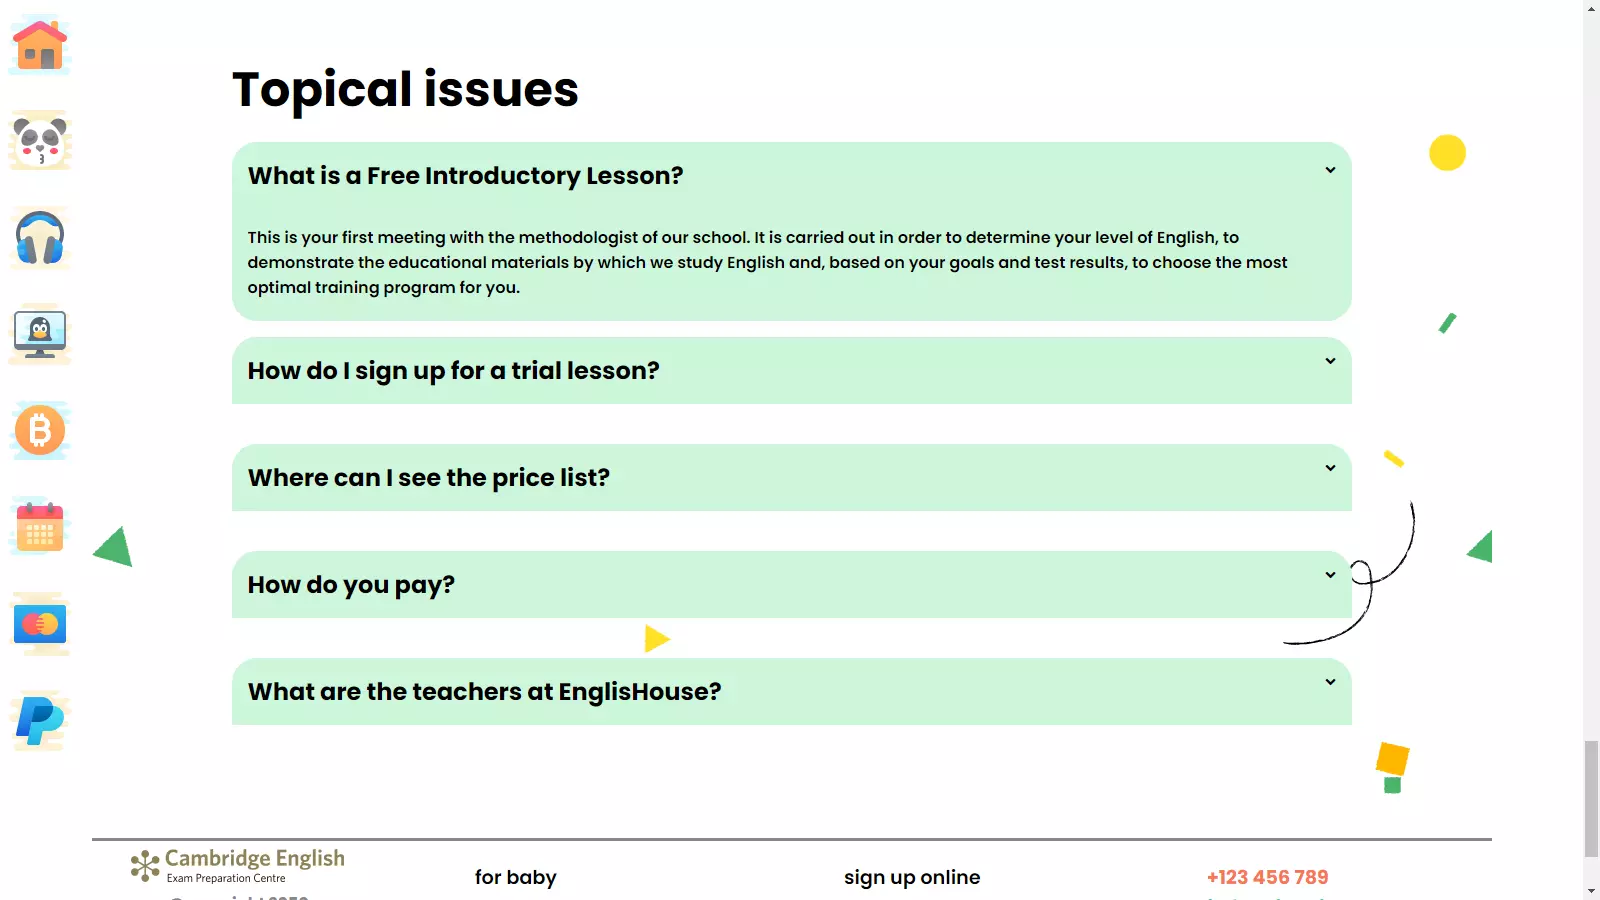 Topical issues
What is a Free Introductory Lesson?
This is your first meeting with the methodologist of our school. It is carried out in order to determine your level of English, to
demonstrate the educational materials by which we study English and, based on your goals and test results, to choose the most
optimal training program for you.
How do I sign up for a trial lesson?
Where can I see the price list?
How do you pay?
What are the teachers at EnglisHouse?
Cambridge English
Exam Preparation Centre
for baby
sign up online
+123 456 789